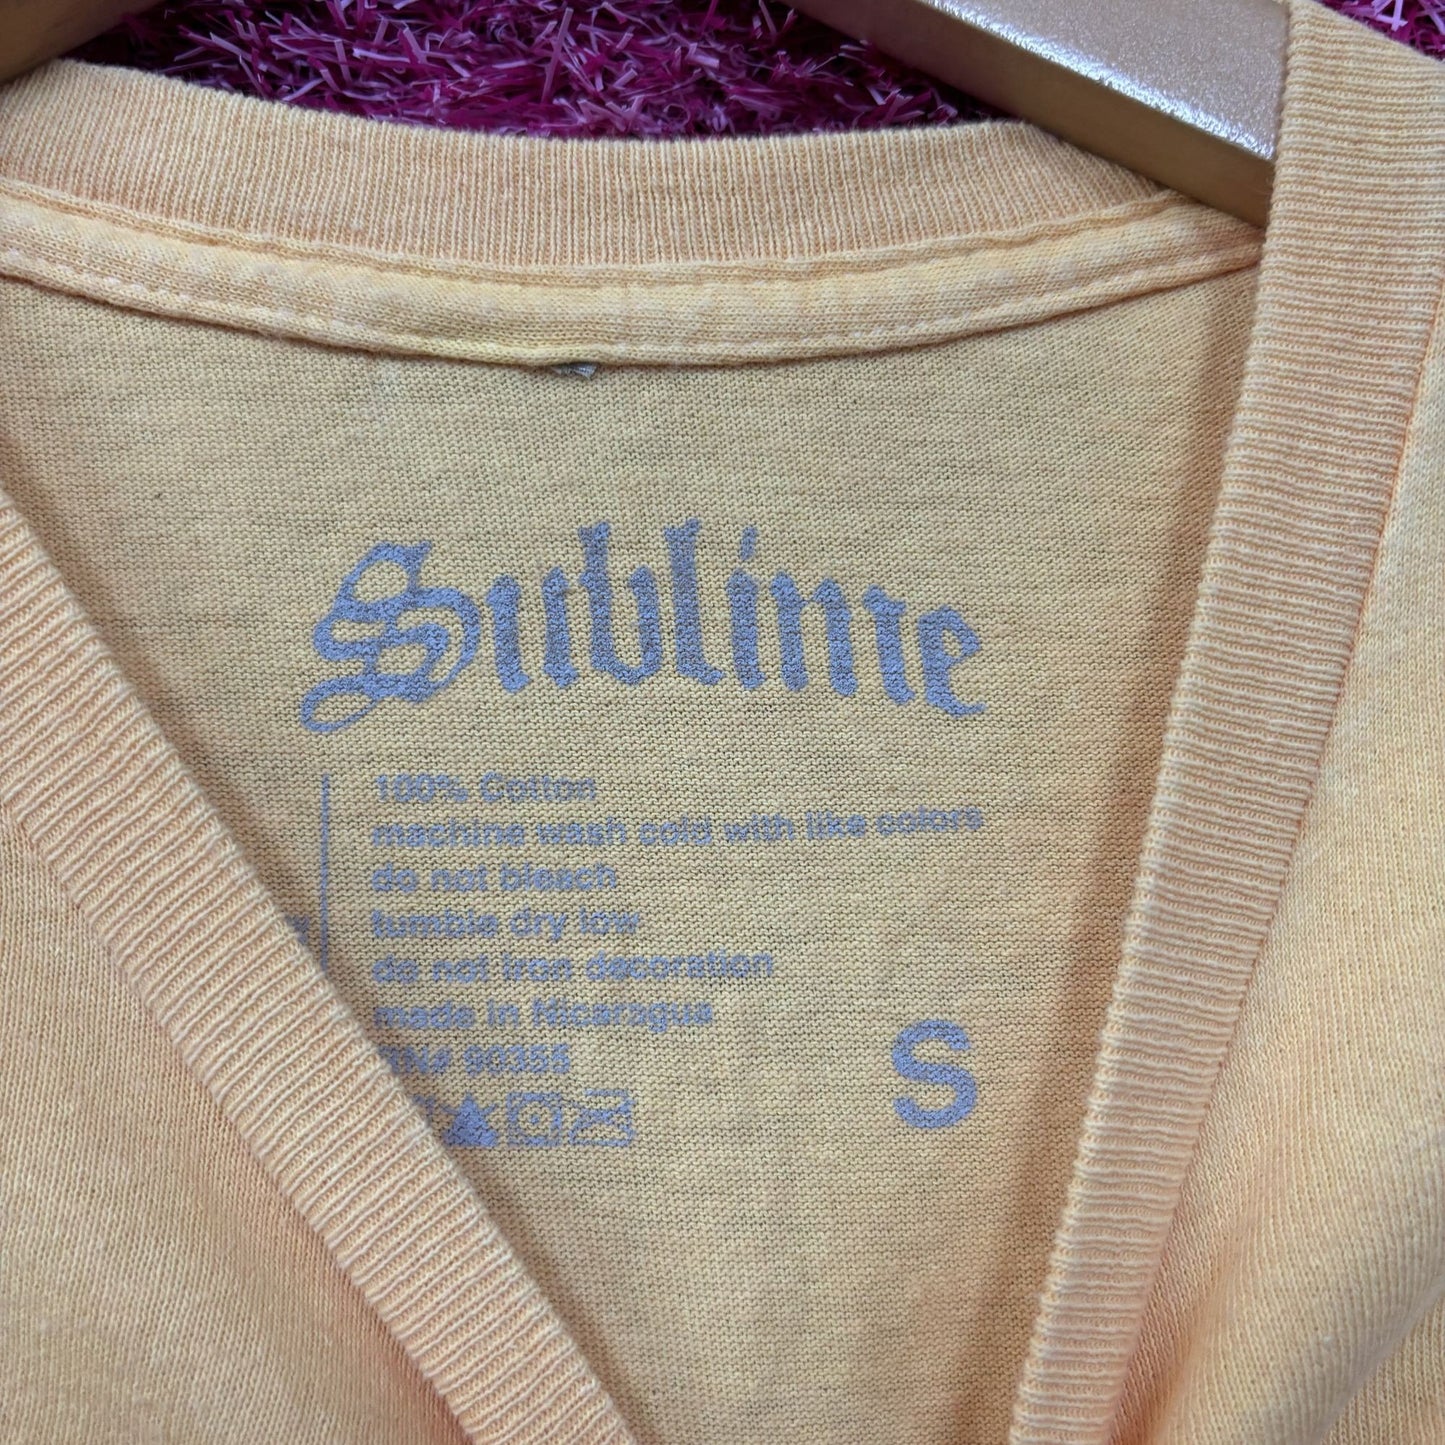 Sublime
100% Cotton
machine wash cold with like colors
do not bleach
tumble dry low
do not iron decoration
made in Nicaragua
RN# 90355
S